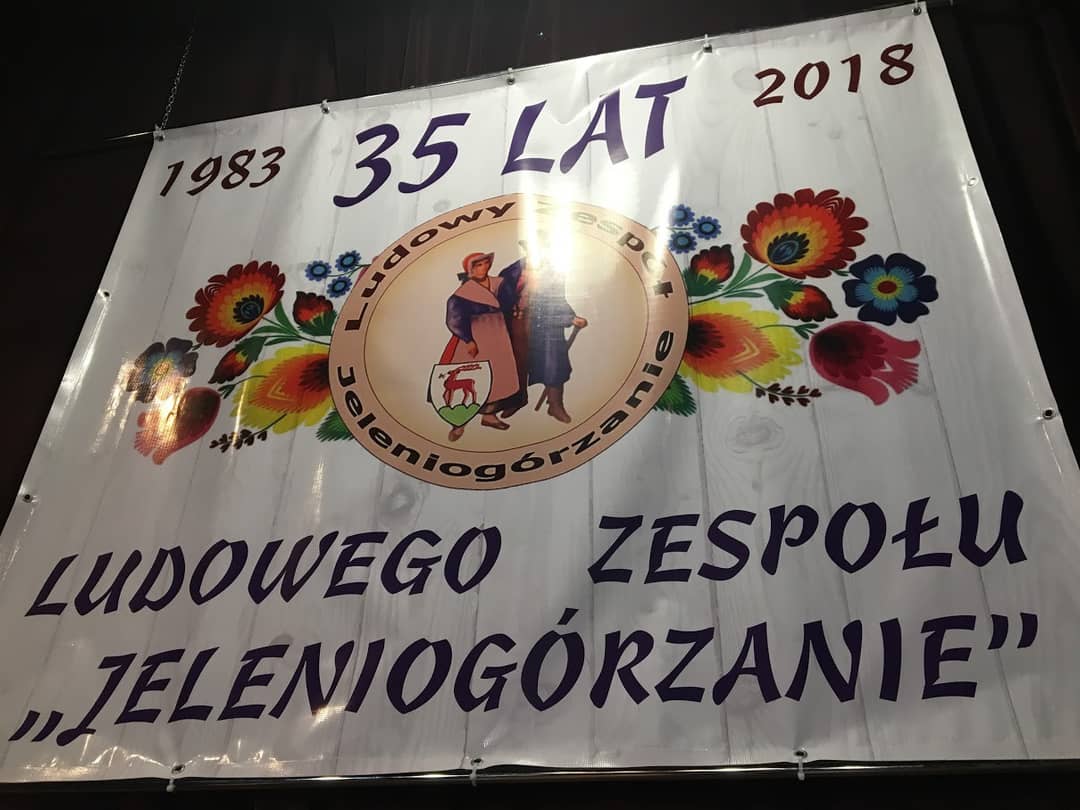 1983 35 LAT 2018
Ludowy Zespół
Jeleniogórzanie
LUDOWEGO ZESPOŁU
„JELENIOGÓRZANIE”